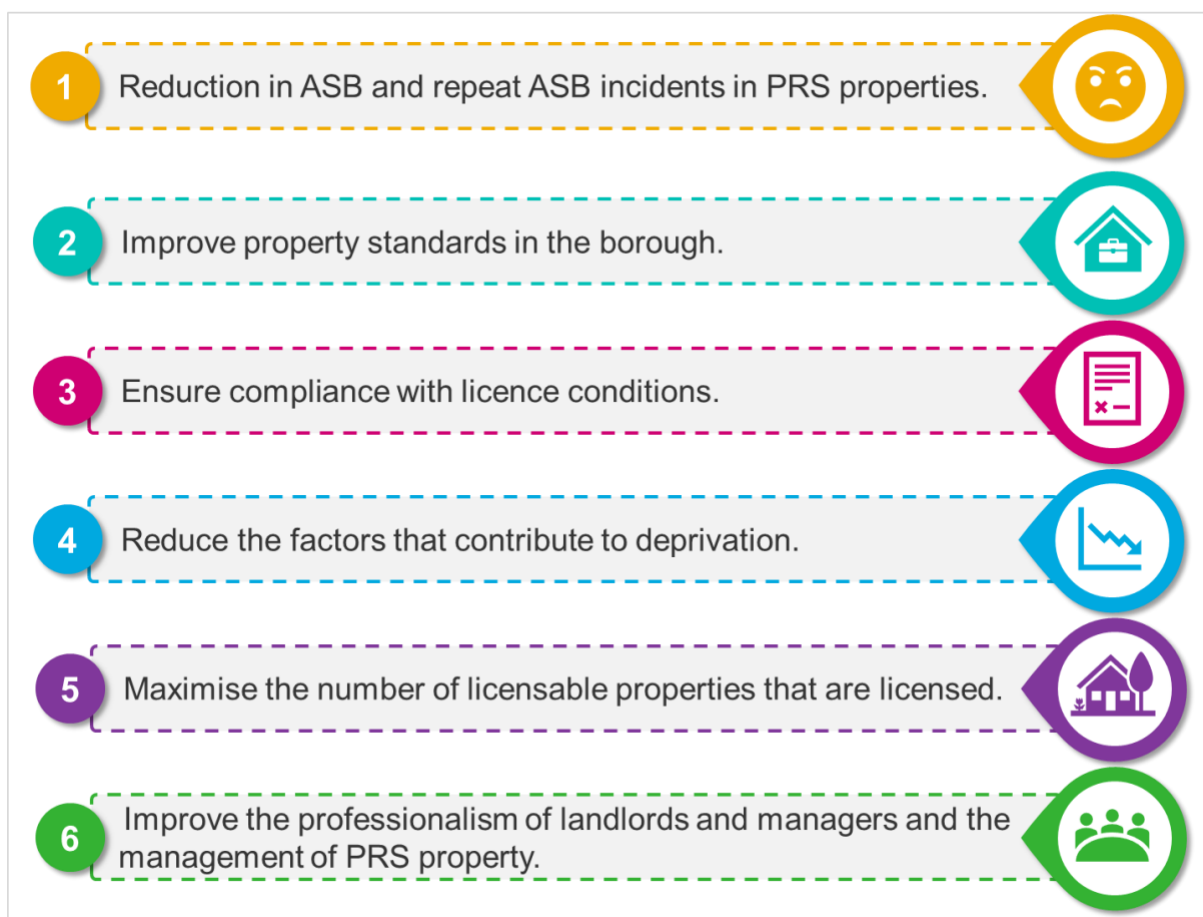 1
Reduction in ASB and repeat ASB incidents in PRS properties.
2
Improve property standards in the borough.
3
Ensure compliance with licence conditions.
4
Reduce the factors that contribute to deprivation.
5
Maximise the number of licensable properties that are licensed.
6
Improve the professionalism of landlords and managers and the
management of PRS property.